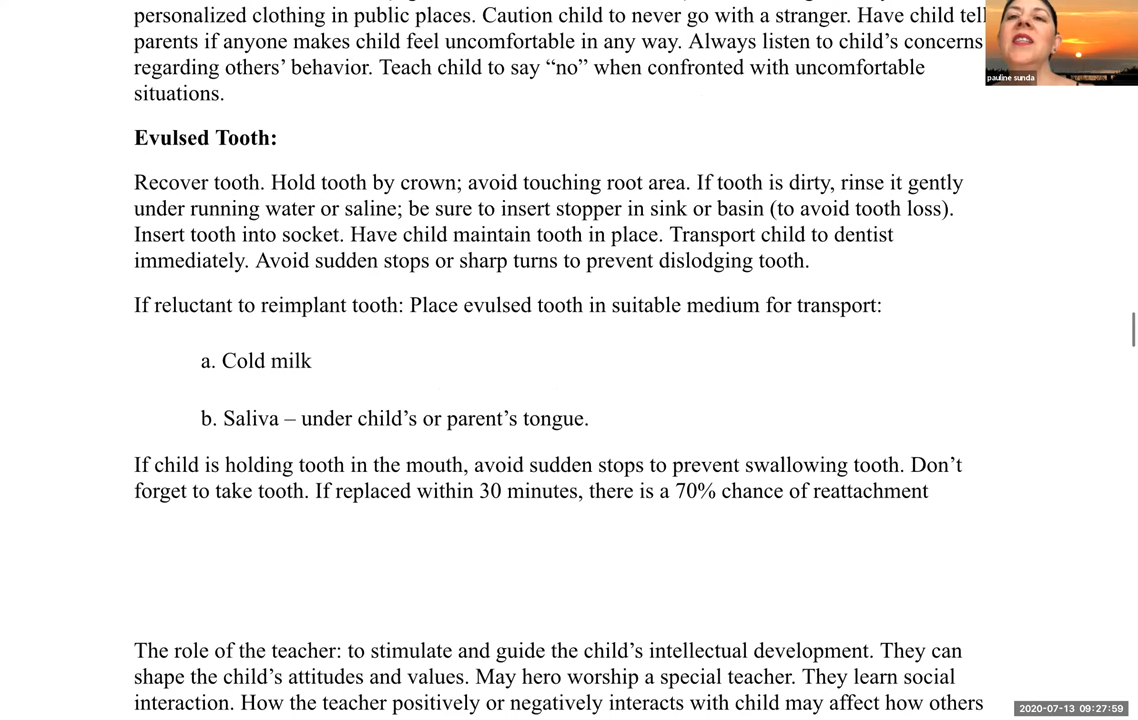 personalized clothing in public places. Caution child to never go with a stranger. Have child tell
parents if anyone makes child feel uncomfortable in any way. Always listen to child’s concerns
regarding others’ behavior. Teach child to say “no” when confronted with uncomfortable
situations.
pauline sunda
Evulsed Tooth:
Recover tooth. Hold tooth by crown; avoid touching root area. If tooth is dirty, rinse it gently
under running water or saline; be sure to insert stopper in sink or basin (to avoid tooth loss).
Insert tooth into socket. Have child maintain tooth in place. Transport child to dentist
immediately. Avoid sudden stops or sharp turns to prevent dislodging tooth.
If reluctant to reimplant tooth: Place evulsed tooth in suitable medium for transport:
a. Cold milk
b. Saliva – under child’s or parent’s tongue.
If child is holding tooth in the mouth, avoid sudden stops to prevent swallowing tooth. Don’t
forget to take tooth. If replaced within 30 minutes, there is a 70% chance of reattachment
The role of the teacher: to stimulate and guide the child’s intellectual development. They can
shape the child’s attitudes and values. May hero worship a special teacher. They learn social
interaction. How the teacher positively or negatively interacts with child may affect how others
2020-07-13 09:27:59